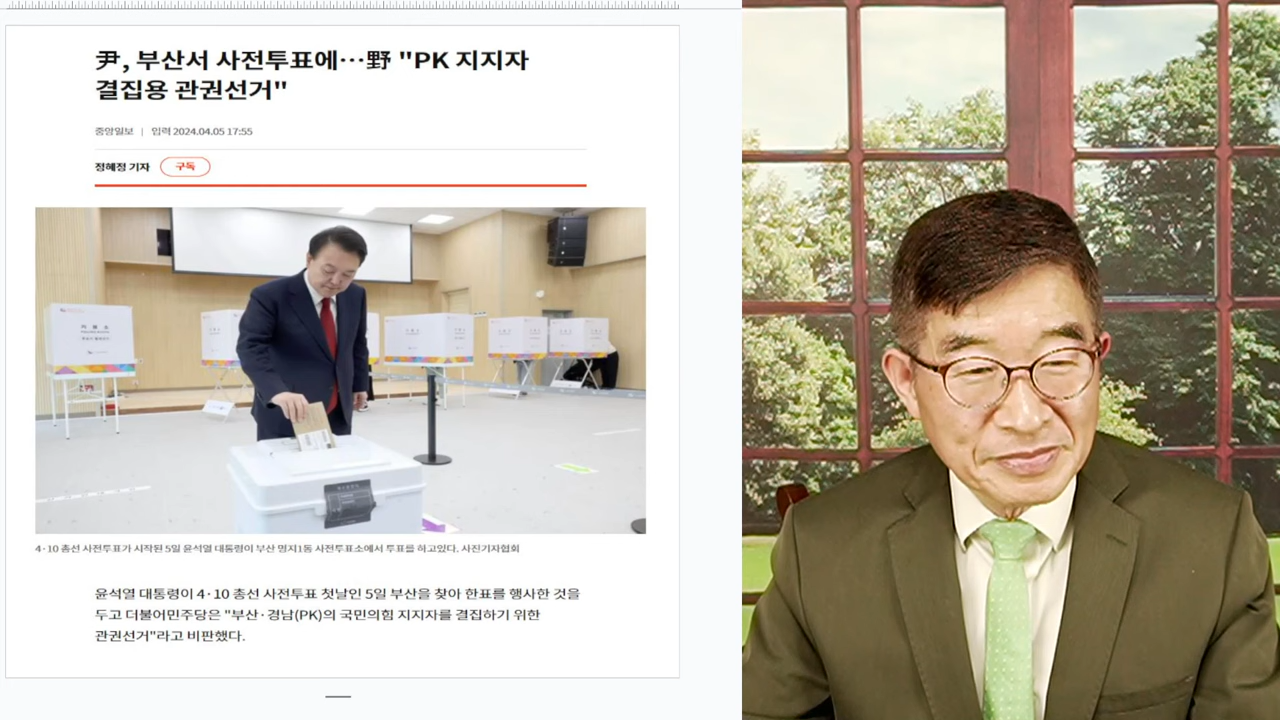 尹, 부산서 사전투표에…野 "PK 지지자
결집용 관권선거"
중앙일보 | 입력 2024.04.05 17:55
정혜정 기자 구독
4·10 총선 사전투표가 시작된 5일 윤석열 대통령이 부산 명지1동 사전투표소에서 투표를 하고있다. 사진기자협회
윤석열 대통령이 4·10 총선 사전투표 첫날인 5일 부산을 찾아 한표를 행사한 것을
두고 더불어민주당은 "부산·경남(PK)의 국민의힘 지지자를 결집하기 위한
관권선거"라고 비판했다.